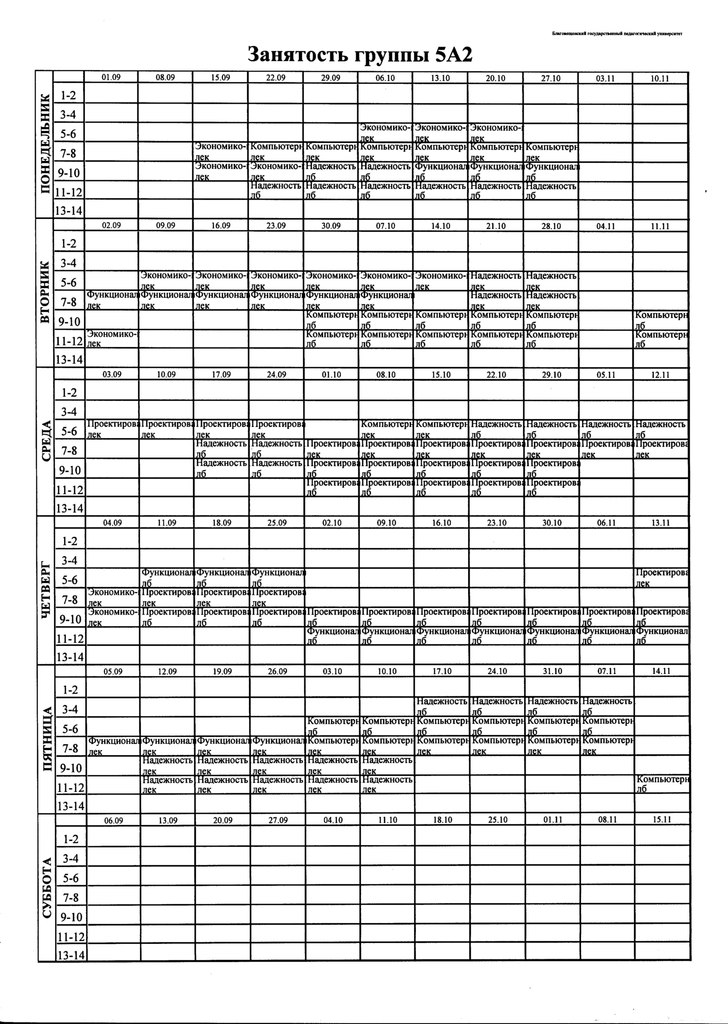 Благовещенский государственный педагогический университет
Занятость группы 5А2
ПОНЕДЕЛЬНИК
01.09 08.09 15.09 22.09 29.09 06.10 13.10 20.10 27.10 03.11 10.11
1-2
3-4
5-6 Экономико- Экономико- Экономико-
лек лек лек
7-8 Экономико- Компьютерн Компьютерн Компьютерн Компьютерн Компьютерн Компьютерн
лек лек лек лек лек лек лек
9-10 Экономико- Экономико- Надежность Надежность Функционал Функционал Функционал
лек лек лб лб лб лб лб
11-12 Надежность Надежность Надежность Надежность Надежность Надежность
лб лб лб лб лб лб
13-14
ВТОРНИК
02.09 09.09 16.09 23.09 30.09 07.10 14.10 21.10 28.10 04.11 11.11
1-2
3-4
5-6 Экономико- Экономико- Экономико- Экономико- Экономико- Экономико- Надежность Надежность
лек лек лек лек лек лек лб лб
7-8 Функционал Функционал Функционал Функционал Функционал Функционал Надежность Надежность
лек лек лек лек лек лек лб лб
9-10 Компьютерн Компьютерн Компьютерн Компьютерн Компьютерн Компьютерн
лб лб лб лб лб лб
11-12 Экономико- Компьютерн Компьютерн Компьютерн Компьютерн Компьютерн Компьютерн
лек лб лб лб лб лб лб
13-14
СРЕДА
03.09 10.09 17.09 24.09 01.10 08.10 15.10 22.10 29.10 05.11 12.11
1-2
3-4
5-6 Проектирова Проектирова Проектирова Проектирова Компьютерн Компьютерн Надежность Надежность Надежность Надежность
лек лек лек лек лек лек лб лб лб лб
7-8 Надежность Надежность Проектирова Проектирова Проектирова Проектирова Проектирова Проектирова Проектирова
лб лб лек лек лек лек лек лек лек
9-10 Надежность Надежность Проектирова Проектирова Проектирова Проектирова Проектирова
лб лб лб лб лб лб лб
11-12 Проектирова Проектирова Проектирова Проектирова Проектирова
лб лб лб лб лб
13-14
ЧЕТВЕРГ
04.09 11.09 18.09 25.09 02.10 09.10 16.10 23.10 30.10 06.11 13.11
1-2
3-4
5-6 Функционал Функционал Функционал Проектирова
лб лб лб лек
7-8 Экономико- Проектирова Проектирова Проектирова
лек лек лек лек
9-10 Экономико- Проектирова Проектирова Проектирова Проектирова Проектирова Проектирова Проектирова Проектирова Проектирова Проектирова
лек лб лб лб лб лб лб лб лб лб лб
11-12 Функционал Функционал Функционал Функционал Функционал Функционал Функционал
лб лб лб лб лб лб лб
13-14
ПЯТНИЦА
05.09 12.09 19.09 26.09 03.10 10.10 17.10 24.10 31.10 07.11 14.11
1-2
3-4 Надежность Надежность Надежность Надежность
лб лб лб лб
5-6 Компьютерн Компьютерн Компьютерн Компьютерн Компьютерн Компьютерн
лб лб лб лб лб лб
7-8 Функционал Функционал Функционал Функционал Компьютерн Компьютерн Компьютерн Компьютерн Компьютерн Компьютерн
лек лек лек лек лек лек лек лек лек лек
9-10 Надежность Надежность Надежность Надежность Надежность
лек лек лек лек лек
11-12 Надежность Надежность Надежность Надежность Надежность Компьютерн
лек лек лек лек лек лб
13-14
СУББОТА
06.09 13.09 20.09 27.09 04.10 11.10 18.10 25.10 01.11 08.11 15.11
1-2
3-4
5-6
7-8
9-10
11-12
13-14